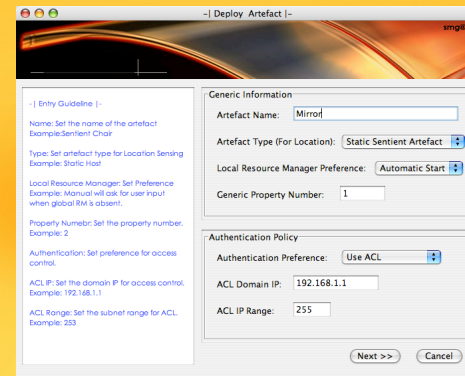 -| Deploy Artefact |-
-| Entry Guideline |-
Name: Set the name of the artefact
Example:Sentient Chair
Type: Set artefact type for Location Sensing
Example: Static Host
Local Resource Manager: Set Preference
Example: Manual will ask for user input
when global RM is absent.
Property Numebr: Set the property number.
Example: 2
Authentication: Set preference for access
control.
ACL IP: Set the domain IP for access control.
Example: 192.168.1.1
ACL Range: Set the subnet range for ACL.
Example: 253
Generic Information
Artefact Name: Mirror
Artefact Type (For Location): Static Sentient Artefact
Local Resource Manager Preference: Automatic Start
Generic Property Number: 1
Authentication Policy
Authentication Preference: Use ACL
ACL Domain IP: 192.168.1.1
ACL IP Range: 255
Next >> Cancel